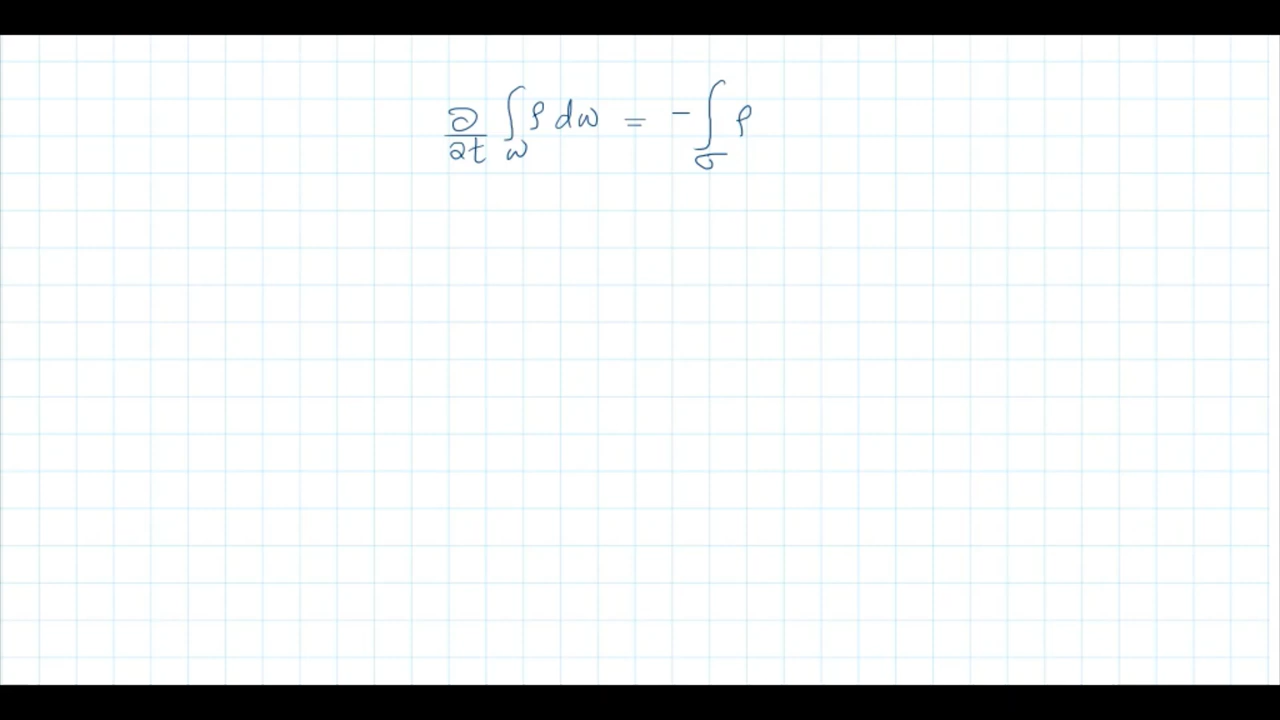 ∂/∂t ∫_ω ρ dω = - ∫_σ ρ